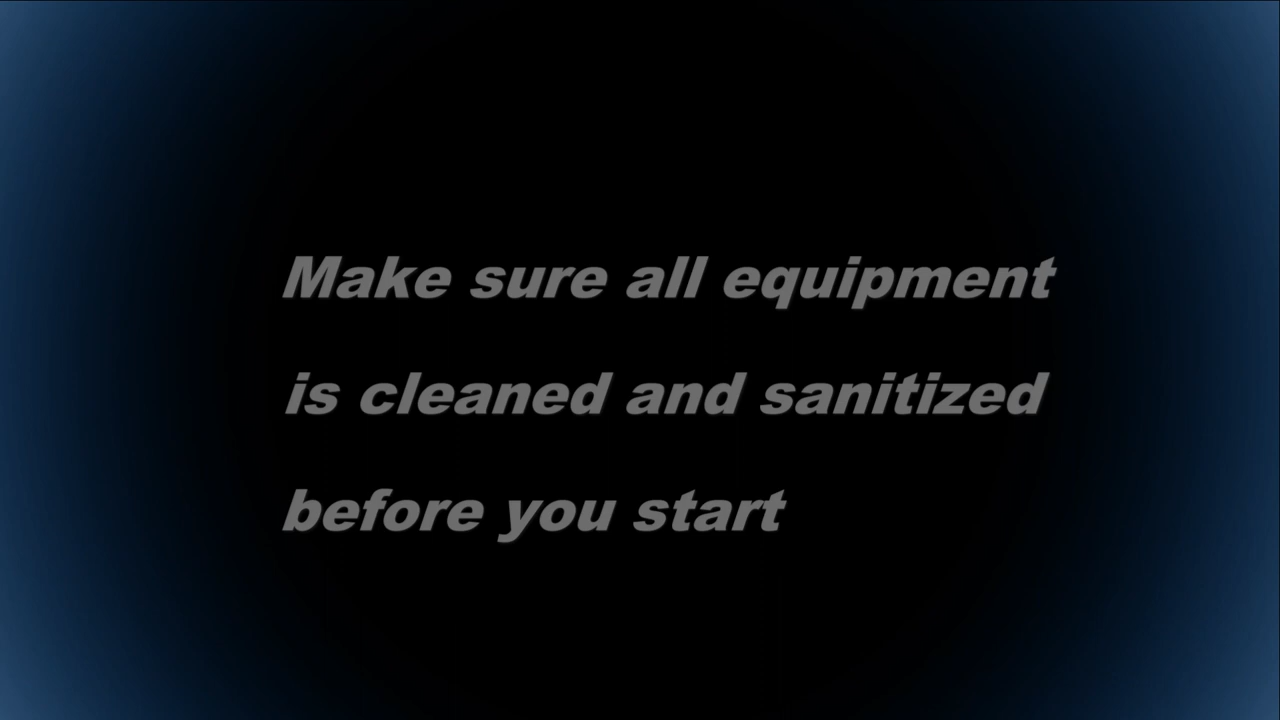 Make sure all equipment
is cleaned and sanitized
before you start